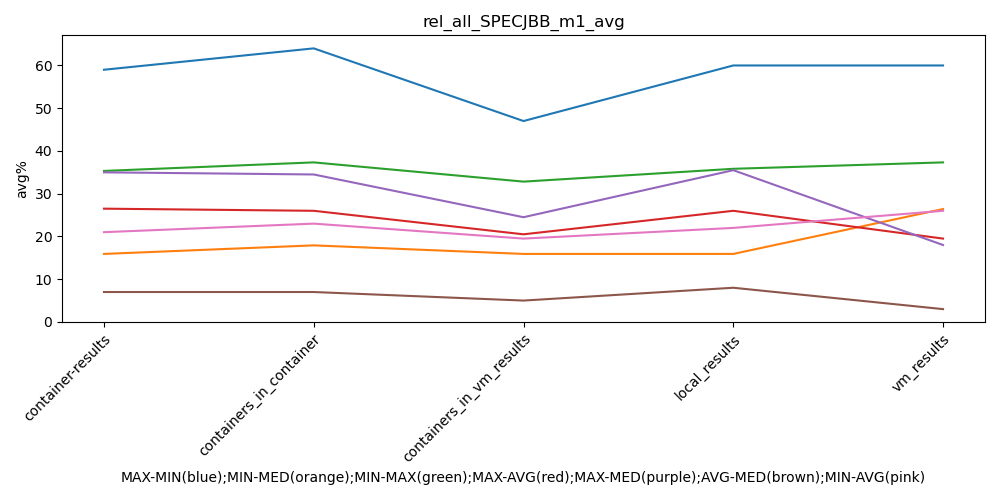 rel_all_SPECJBB_m1_avg
avg%
60
50
40
30
20
10
0
container-results
containers_in_container
containers_in_vm_results
local_results
vm_results
MAX-MIN(blue);MIN-MED(orange);MIN-MAX(green);MAX-AVG(red);MAX-MED(purple);AVG-MED(brown);MIN-AVG(pink)